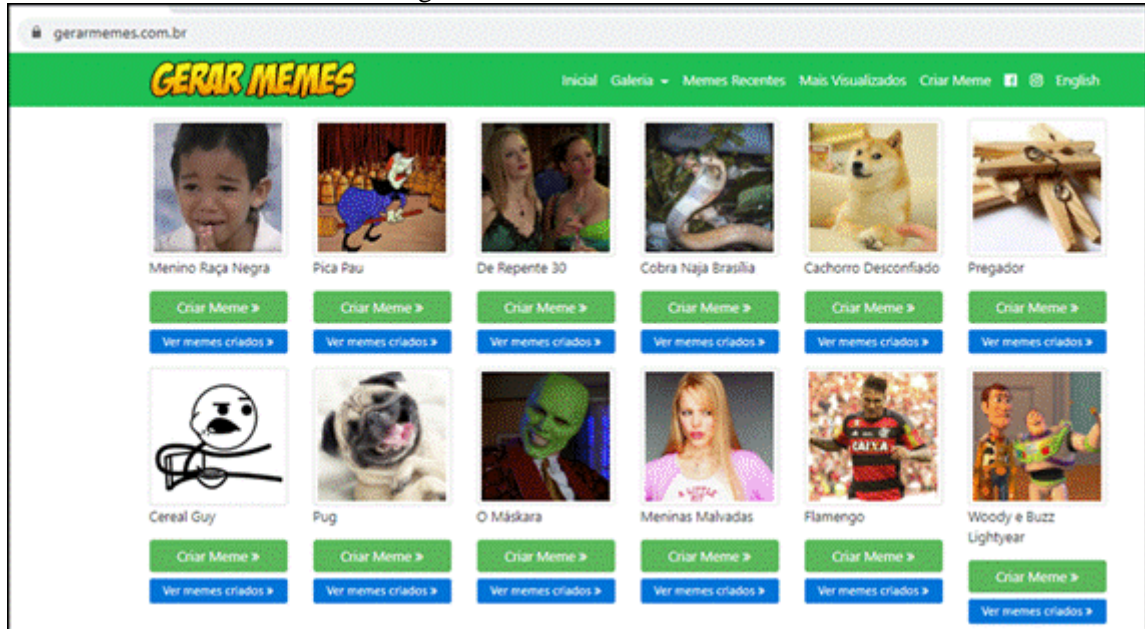 gerarmemes.com.br
GERAR MEMES
Inicial Galeria Memes Recentes Mais Visualizados Criar Meme English
Menino Raça Negra Pica Pau De Repente 30 Cobra Naja Brasília Cachorro Desconfiado Pregador
Criar Meme » Criar Meme » Criar Meme » Criar Meme » Criar Meme » Criar Meme »
Ver memes criados » Ver memes criados » Ver memes criados » Ver memes criados » Ver memes criados » Ver memes criados »
CAIXA
A LITTLE
Cereal Guy Pug O Máskara Meninas Malvadas Flamengo Woody e Buzz
Lightyear
Criar Meme » Criar Meme » Criar Meme » Criar Meme » Criar Meme » Criar Meme »
Ver memes criados » Ver memes criados » Ver memes criados » Ver memes criados » Ver memes criados » Ver memes criados »